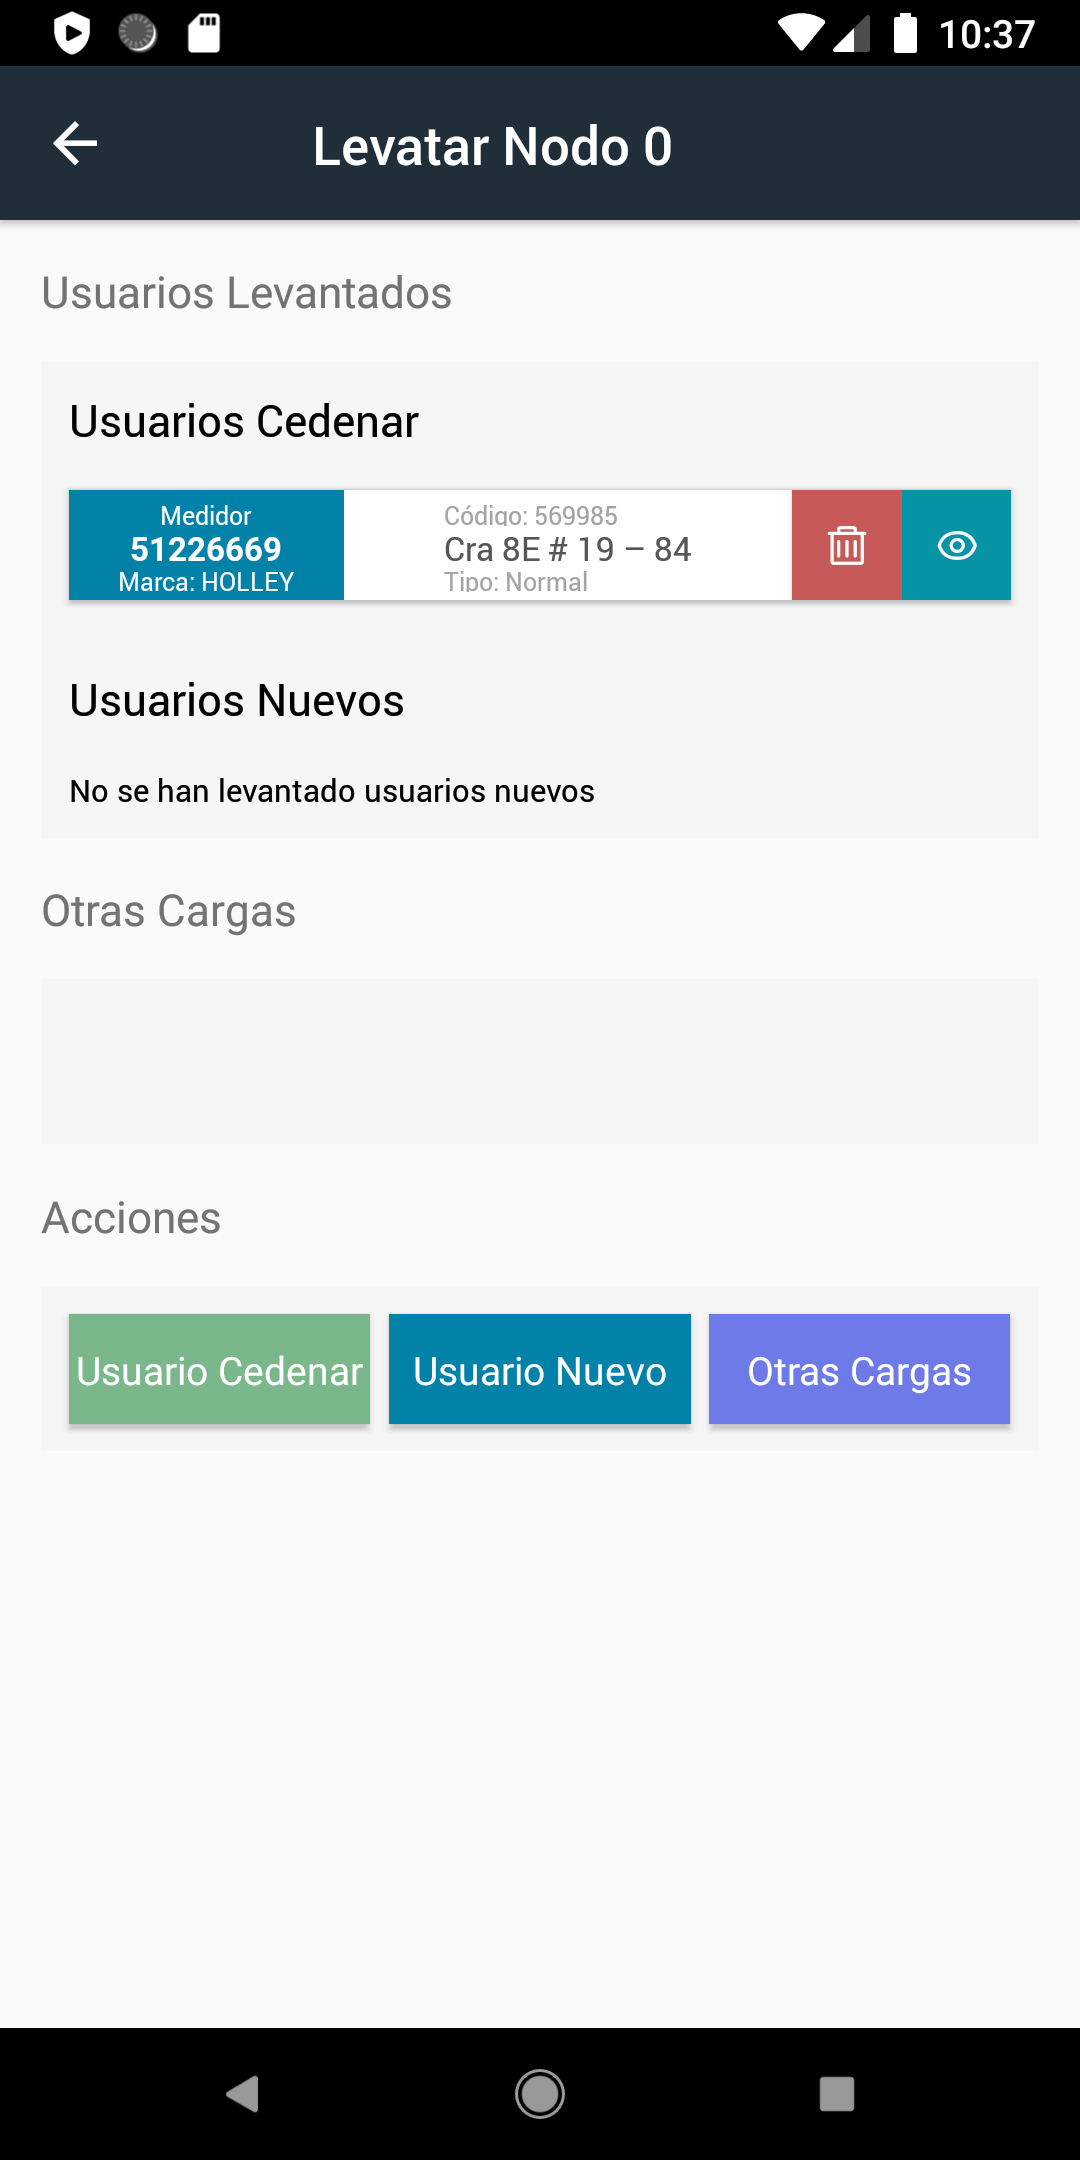 10:37
Levatar Nodo 0
Usuarios Levantados
Usuarios Cedenar
Medidor
51226669
Marca: HOLLEY
Código: 569985
Cra 8E # 19 – 84
Tipo: Normal
Usuarios Nuevos
No se han levantado usuarios nuevos
Otras Cargas
Acciones
Usuario Cedenar
Usuario Nuevo
Otras Cargas